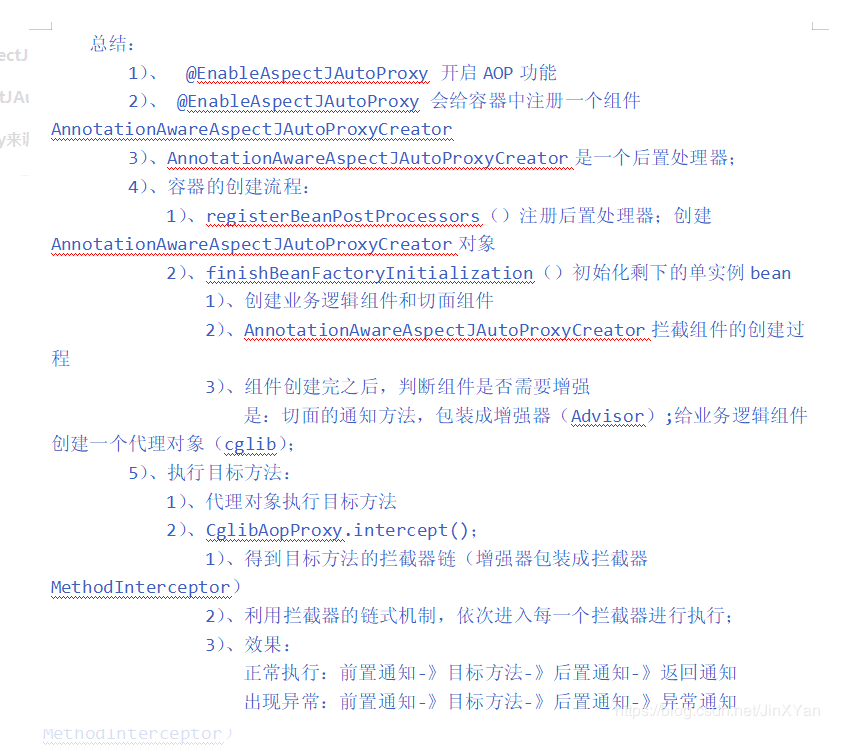 总结：
1）、 @EnableAspectJAutoProxy 开启 AOP 功能
ectJ
2）、 @EnableAspectJAutoProxy 会给容器中注册一个组件
tJAu
AnnotationAwareAspectJAutoProxyCreator
y来
3）、AnnotationAwareAspectJAutoProxyCreator 是一个后置处理器；
4）、容器的创建流程：
1）、registerBeanPostProcessors（）注册后置处理器；创建
AnnotationAwareAspectJAutoProxyCreator 对象
2）、finishBeanFactoryInitialization（）初始化剩下的单实例 bean
1）、创建业务逻辑组件和切面组件
2）、AnnotationAwareAspectJAutoProxyCreator 拦截组件的创建过
程
3）、组件创建完之后，判断组件是否需要增强
是：切面的通知方法，包装成增强器（Advisor）;给业务逻辑组件
创建一个代理对象（cglib）；
5）、执行目标方法：
1）、代理对象执行目标方法
2）、CglibAopProxy.intercept()；
1）、得到目标方法的拦截器链（增强器包装成拦截器
MethodInterceptor）
2）、利用拦截器的链式机制，依次进入每一个拦截器进行执行；
3）、效果：
正常执行：前置通知-》目标方法-》后置通知-》返回通知
出现异常：前置通知-》目标方法-》后置通知-》异常通知
https://blog.csdn.net/JinXYan
MethodInterceptor）